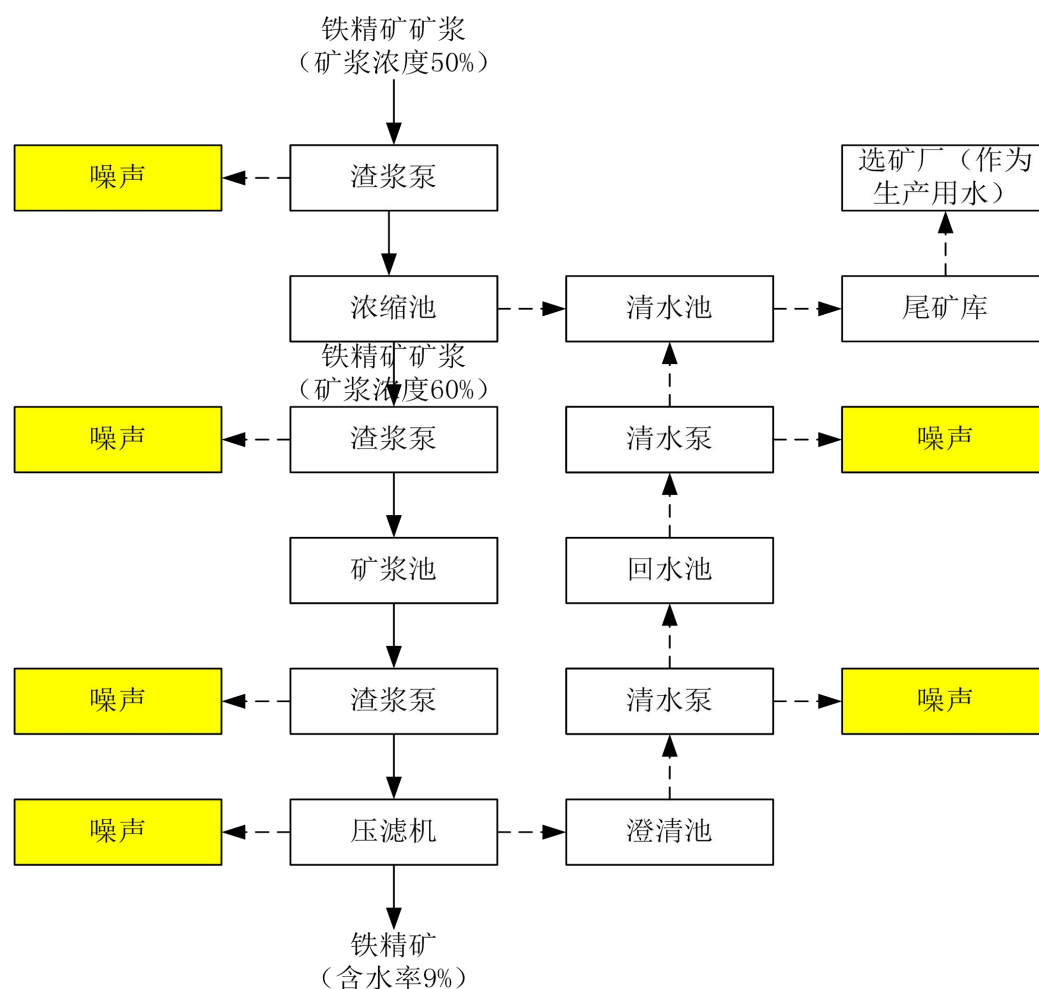 铁精矿矿浆
（矿浆浓度50%）
噪声
渣浆泵
选矿厂（作为
生产用水）
浓缩池
清水池
尾矿库
铁精矿矿浆
（矿浆浓度60%）
噪声
渣浆泵
清水泵
噪声
矿浆池
回水池
噪声
渣浆泵
清水泵
噪声
噪声
压滤机
澄清池
铁精矿
（含水率9%）